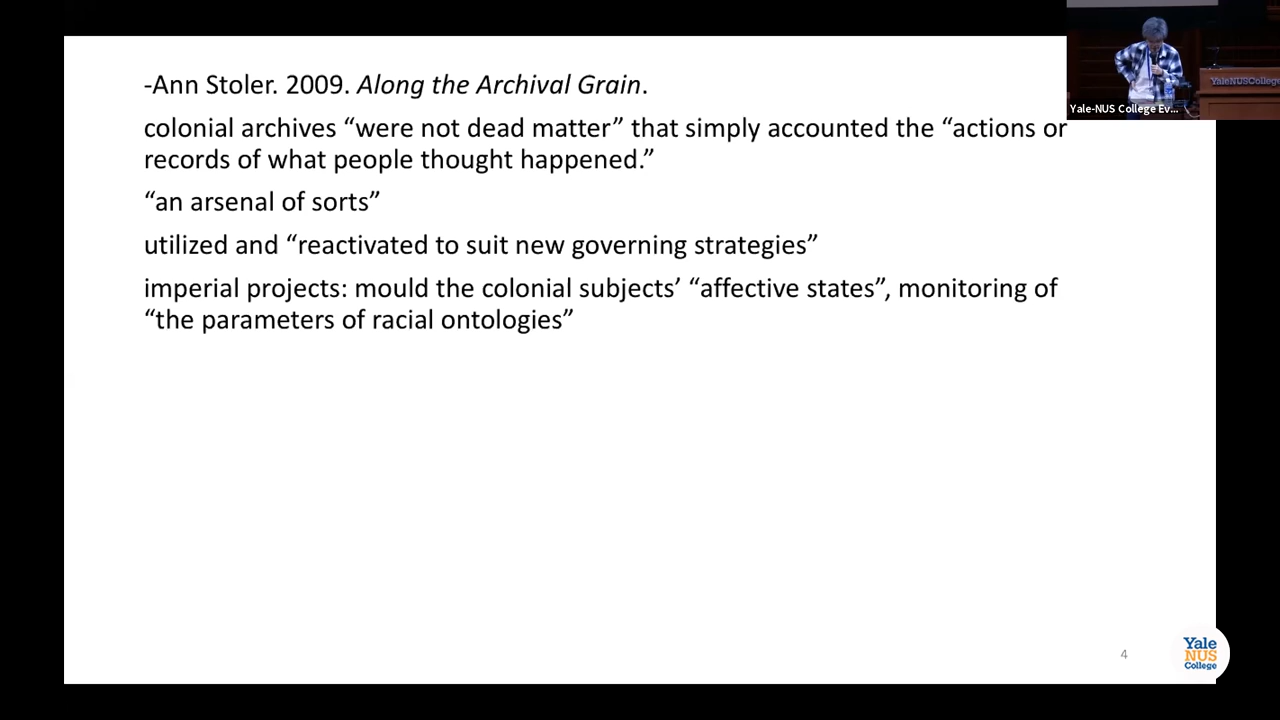 -Ann Stoler. 2009. Along the Archival Grain.
colonial archives “were not dead matter” that simply accounted the “actions or
records of what people thought happened.”
“an arsenal of sorts”
utilized and “reactivated to suit new governing strategies”
imperial projects: mould the colonial subjects’ “affective states”, monitoring of
“the parameters of racial ontologies”
YaleNUSCollege
Yale-NUS College Ev...
4
Yale
NUS
College